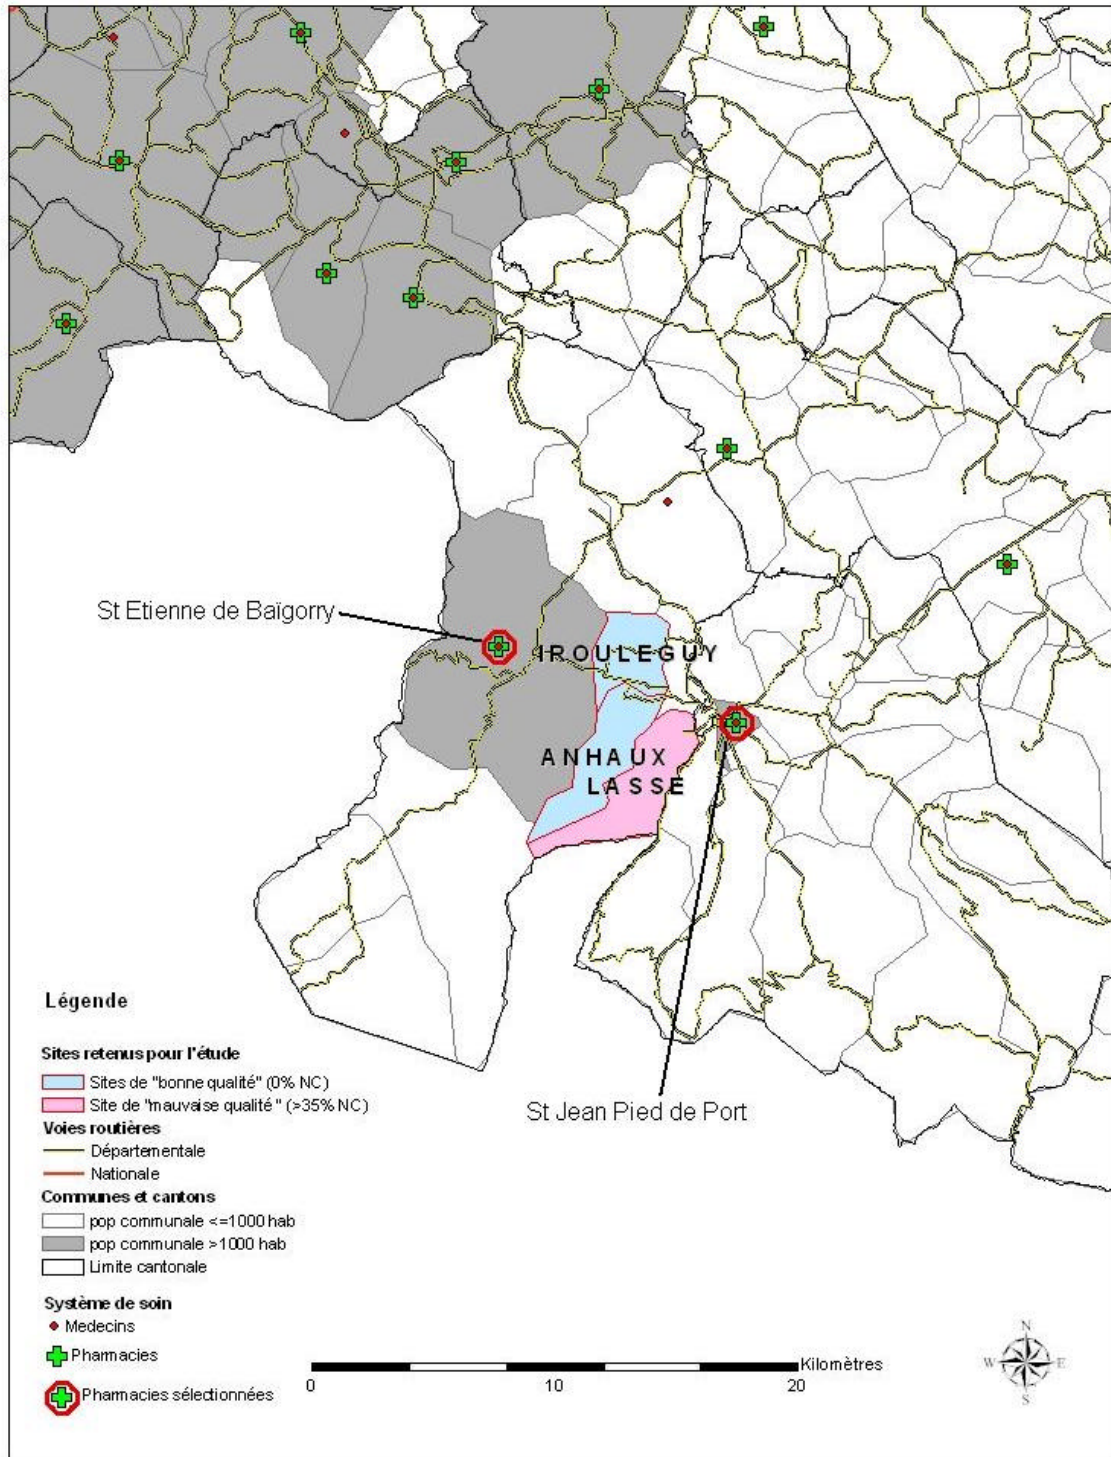 St Etienne de Baïgorry
IROULEGUY
ANHAUX
LASSE
St Jean Pied de Port
Légende
Sites retenus pour l'étude
Sites de "bonne qualité" (0% NC)
Site de "mauvaise qualité" (>35% NC)
Voies routières
Départementale
Nationale
Communes et cantons
pop communale <=1000 hab
pop communale >1000 hab
Limite cantonale
Système de soin
Medecins
Pharmacies
Pharmacies sélectionnées
Kilomètres
0 10 20
N
W E
S